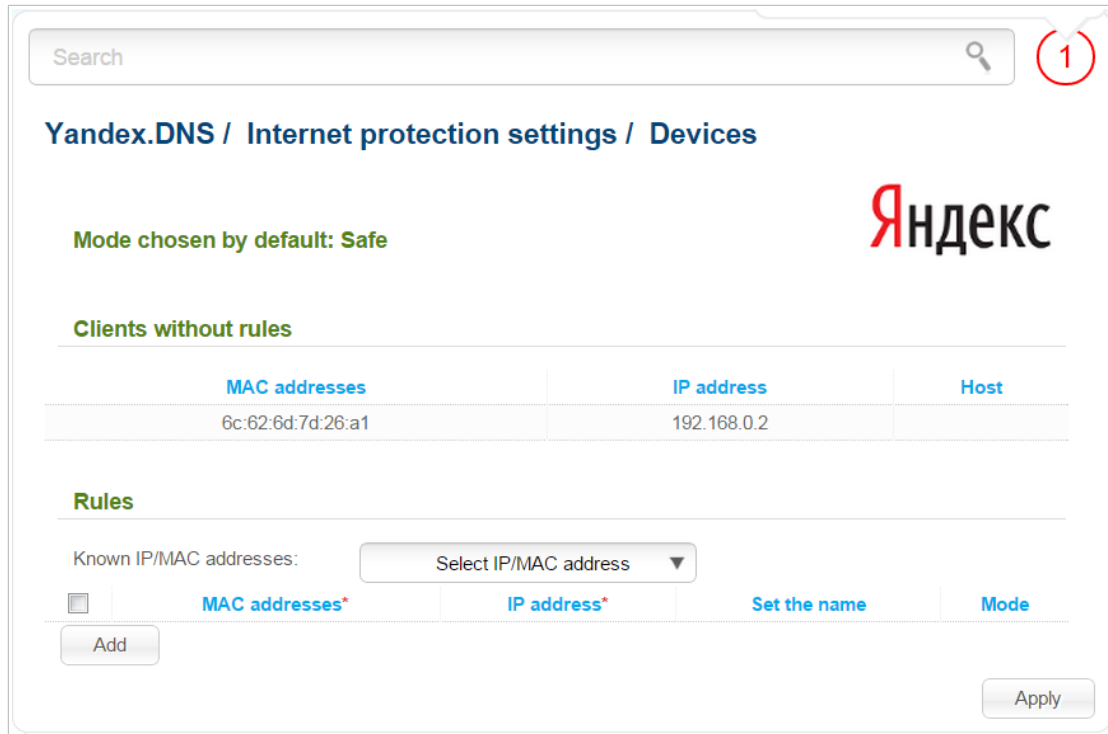 Search
1
Yandex.DNS / Internet protection settings / Devices
Яндекс
Mode chosen by default: Safe
Clients without rules
MAC addresses IP address Host
6c:62:6d:7d:26:a1 192.168.0.2
Rules
Known IP/MAC addresses: Select IP/MAC address
MAC addresses* IP address* Set the name Mode
Add
Apply